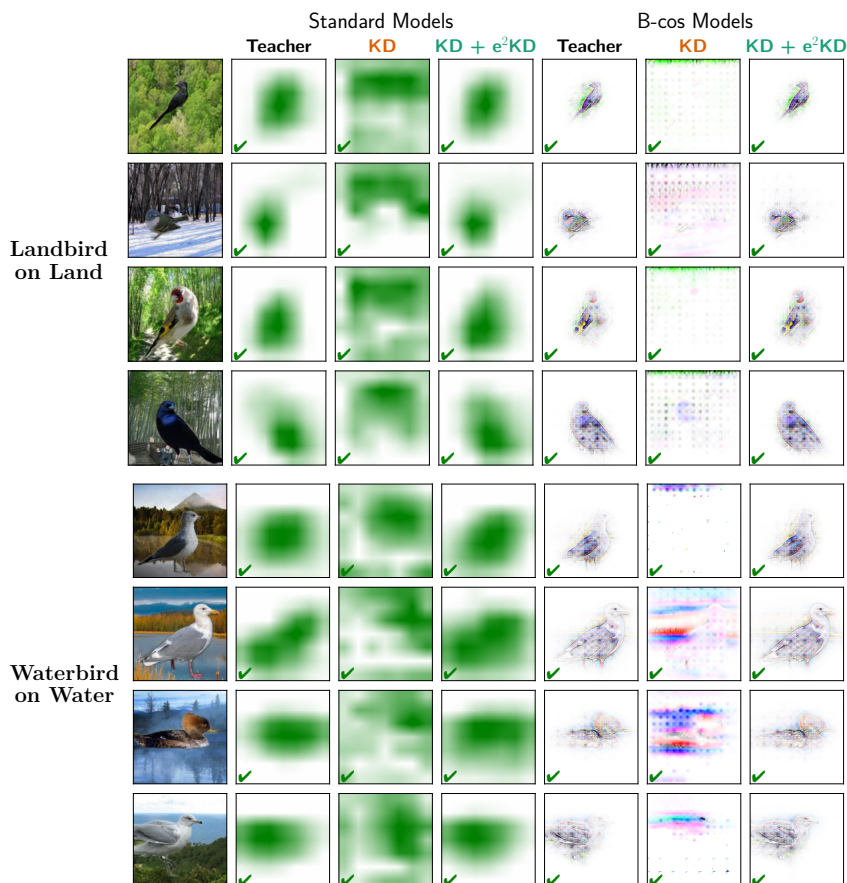 Standard Models B-cos Models
Teacher KD KD + e²KD Teacher KD KD + e²KD
Landbird
on Land
Waterbird
on Water